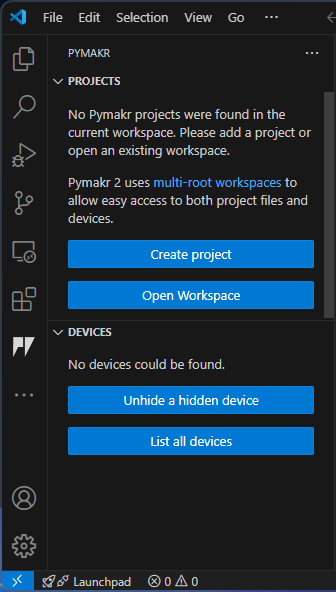 File Edit Selection View Go ···
PYMAKR ···
PROJECTS
No Pymakr projects were found in the
current workspace. Please add a project or
open an existing workspace.
Pymakr 2 uses multi-root workspaces to
allow easy access to both project files and
devices.
Create project
Open Workspace
DEVICES
No devices could be found.
Unhide a hidden device
List all devices
Launchpad 0 0